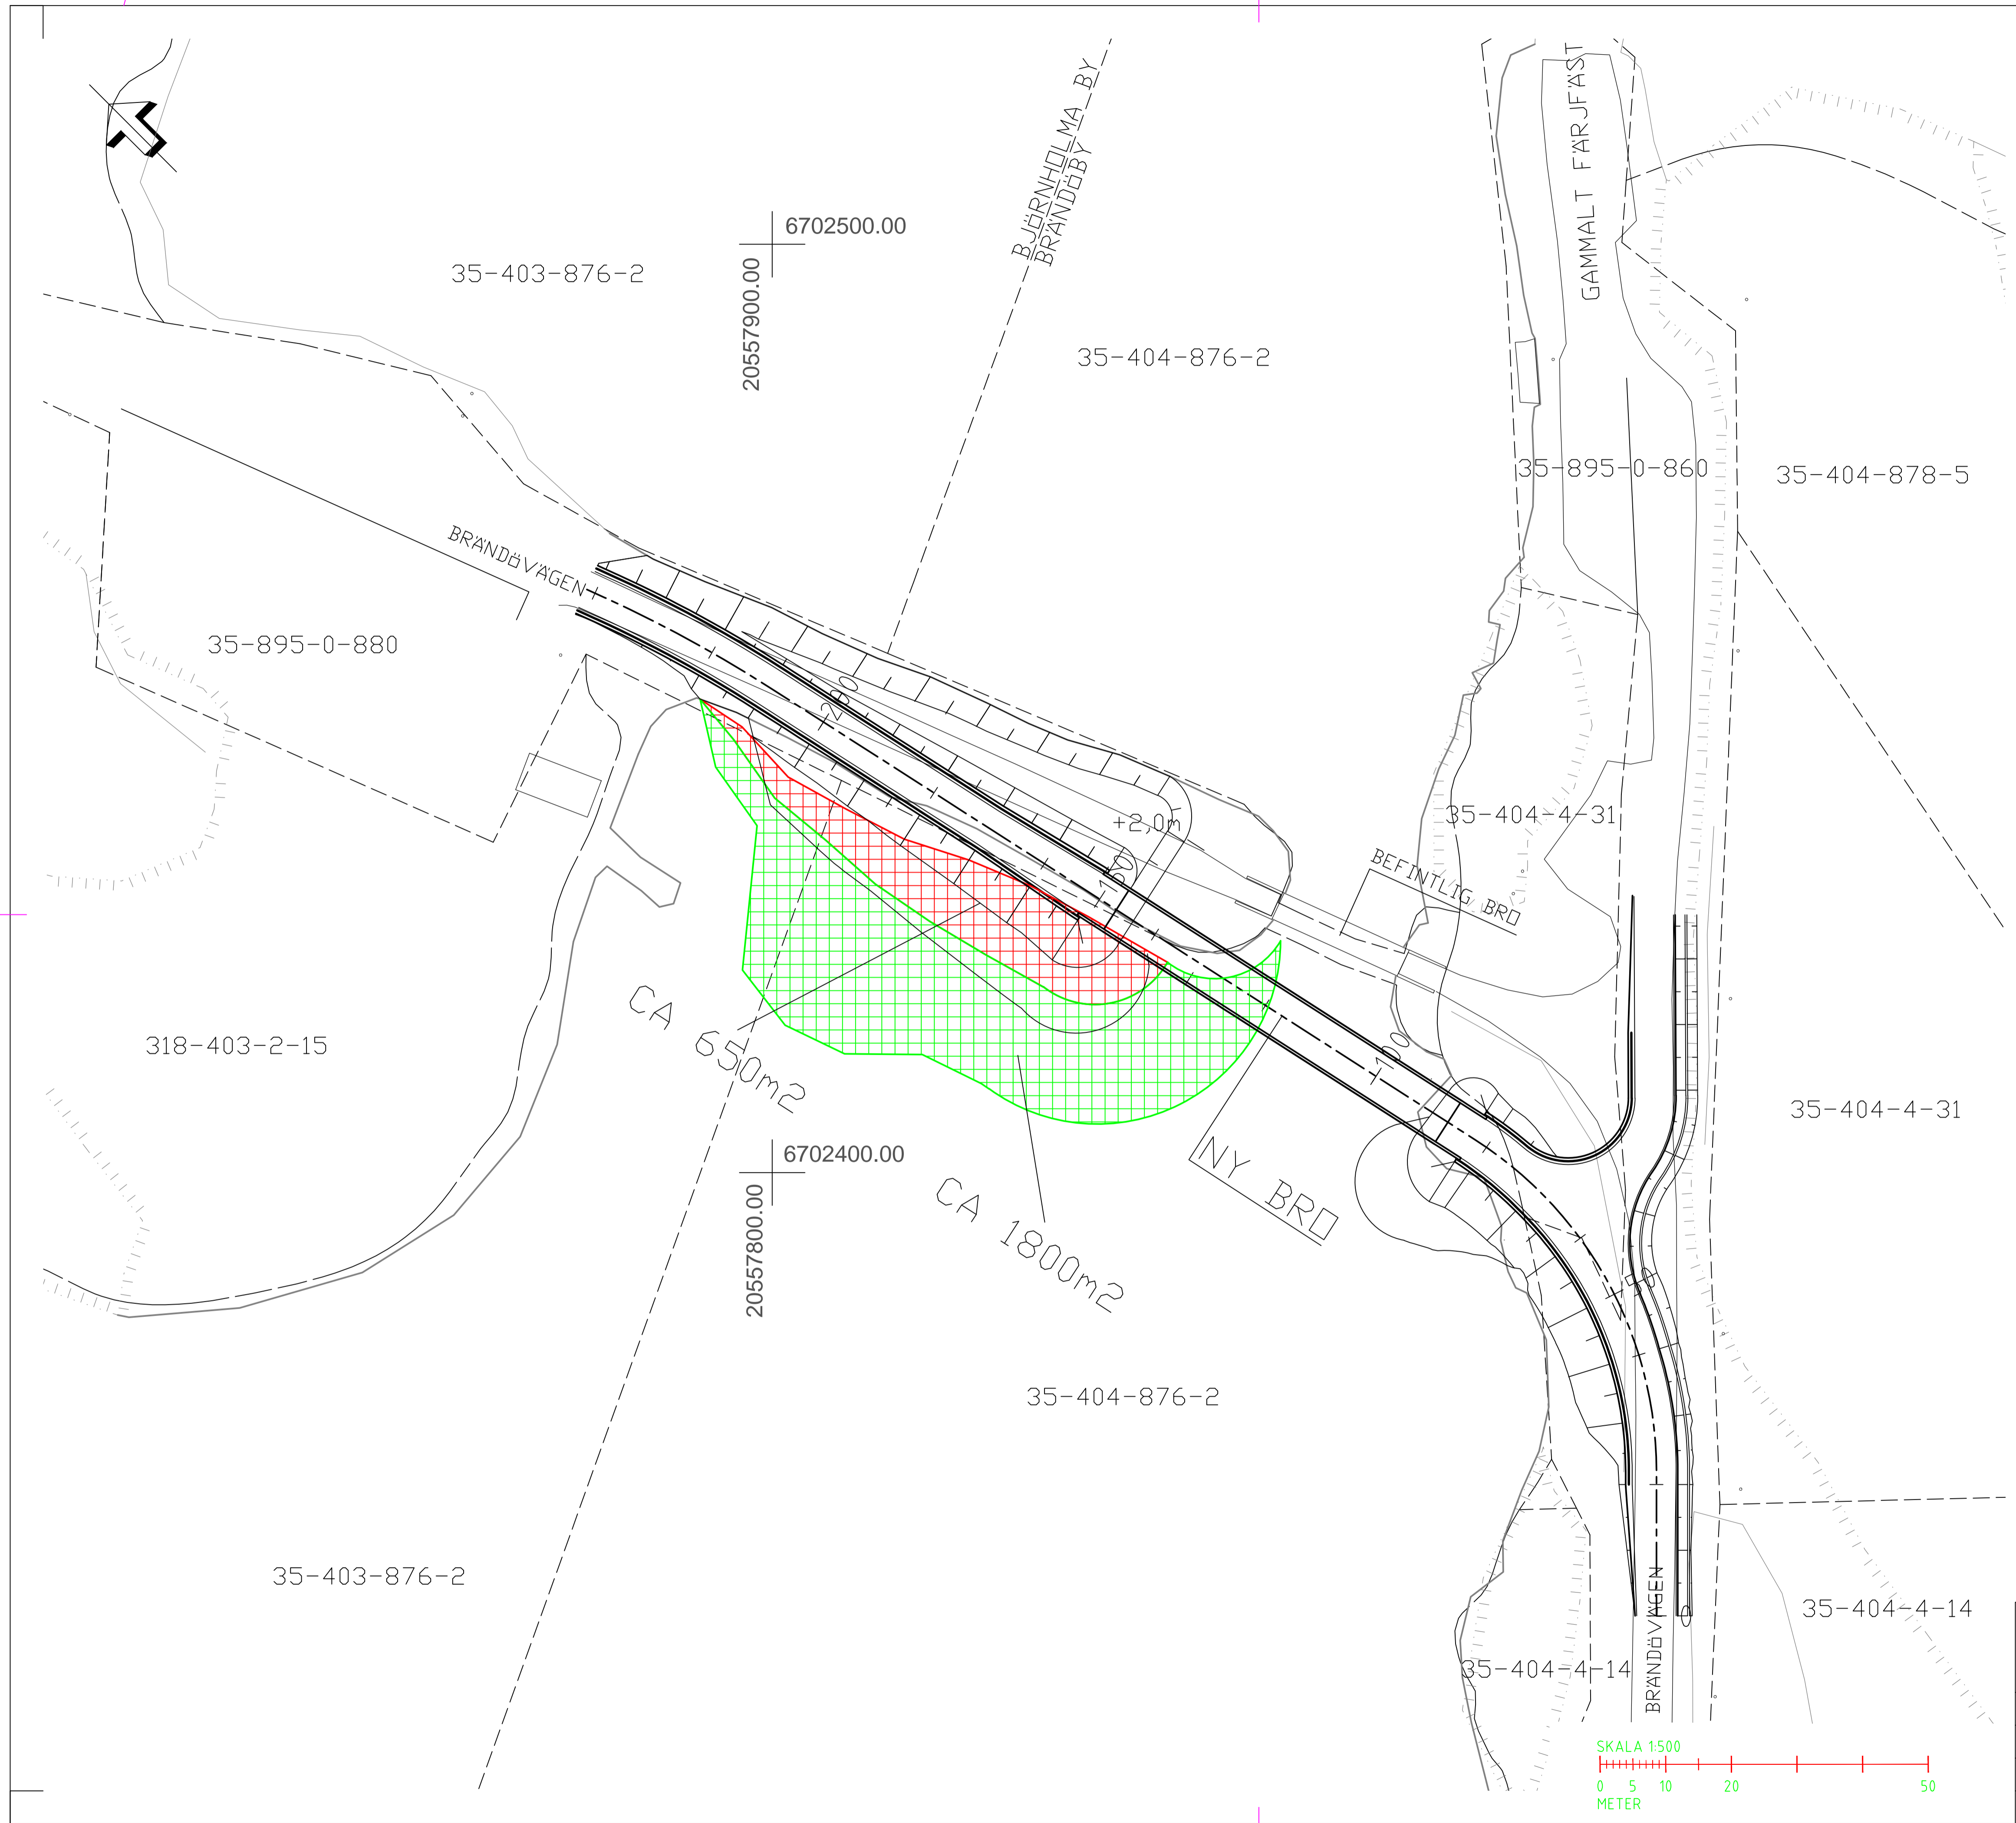 GAMMALT FÄRJFÄST
BJÖRNHOLMA BY
BRÄNDÖBY
6702500.00
20557900.00
35-403-876-2
35-404-876-2
35-895-0-860
35-404-878-5
BRÄNDÖVÄGEN
35-895-0-880
200
+2,0m
150
35-404-4-31
BEFINTLIG BRO
CA 650m2
318-403-2-15
100
35-404-4-31
6702400.00
20557800.00
NY BRO
CA 1800m2
35-404-876-2
35-403-876-2
35-404-4-14
35-404-4-14
BRÄNDÖVÄGEN
SKALA 1:500
0 5 10 20 50
METER